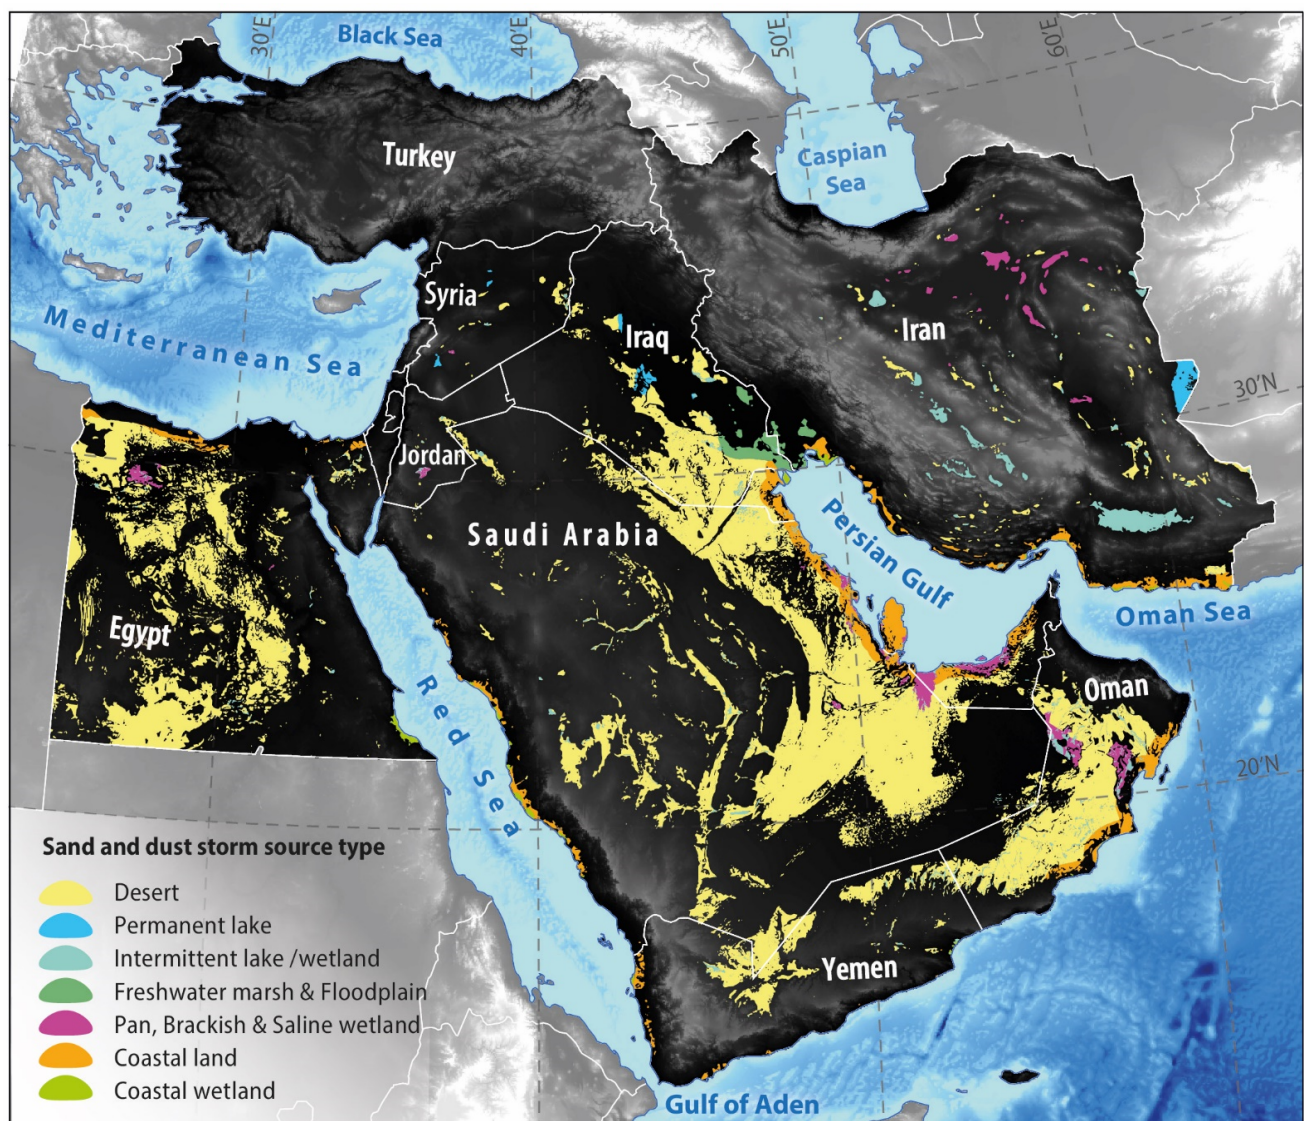 30'E
Black Sea
40'E
50'E
60'E
Turkey
Caspian
Sea
Syria
Iraq
Iran
Mediterranean Sea
30'N
Jordan
Saudi Arabia
Persian Gulf
Egypt
Oman Sea
Red Sea
Oman
20'N
Sand and dust storm source type
Desert
Permanent lake
Intermittent lake /wetland
Freshwater marsh & Floodplain
Pan, Brackish & Saline wetland
Coastal land
Coastal wetland
Yemen
Gulf of Aden